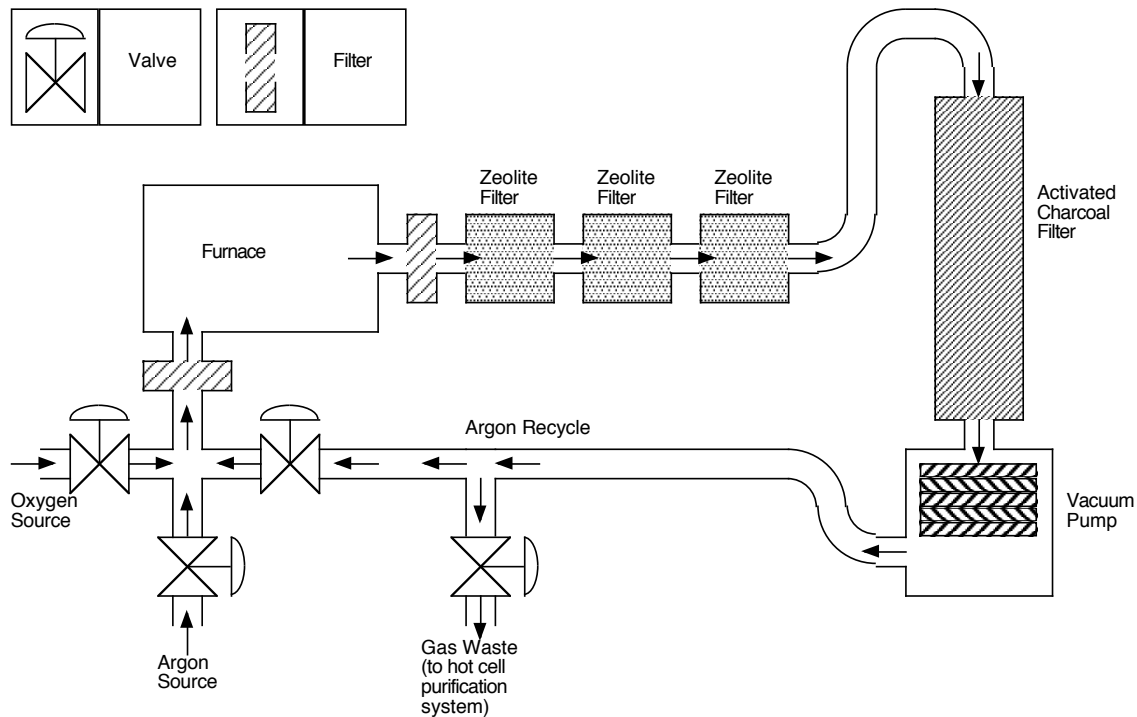 Valve
Filter
Zeolite
Filter
Zeolite
Filter
Zeolite
Filter
Activated
Charcoal
Filter
Furnace
Argon Recycle
Oxygen
Source
Vacuum
Pump
Argon
Source
Gas Waste
(to hot cell
purification
system)